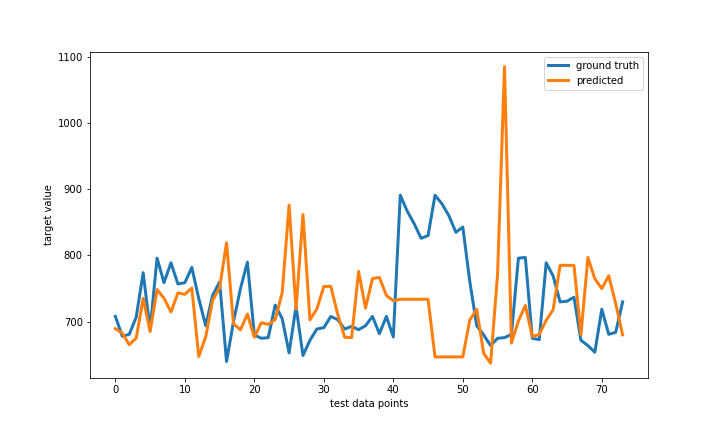 ground truth
predicted
1100
1000
900
800
700
target value
0 10 20 30 40 50 60 70
test data points